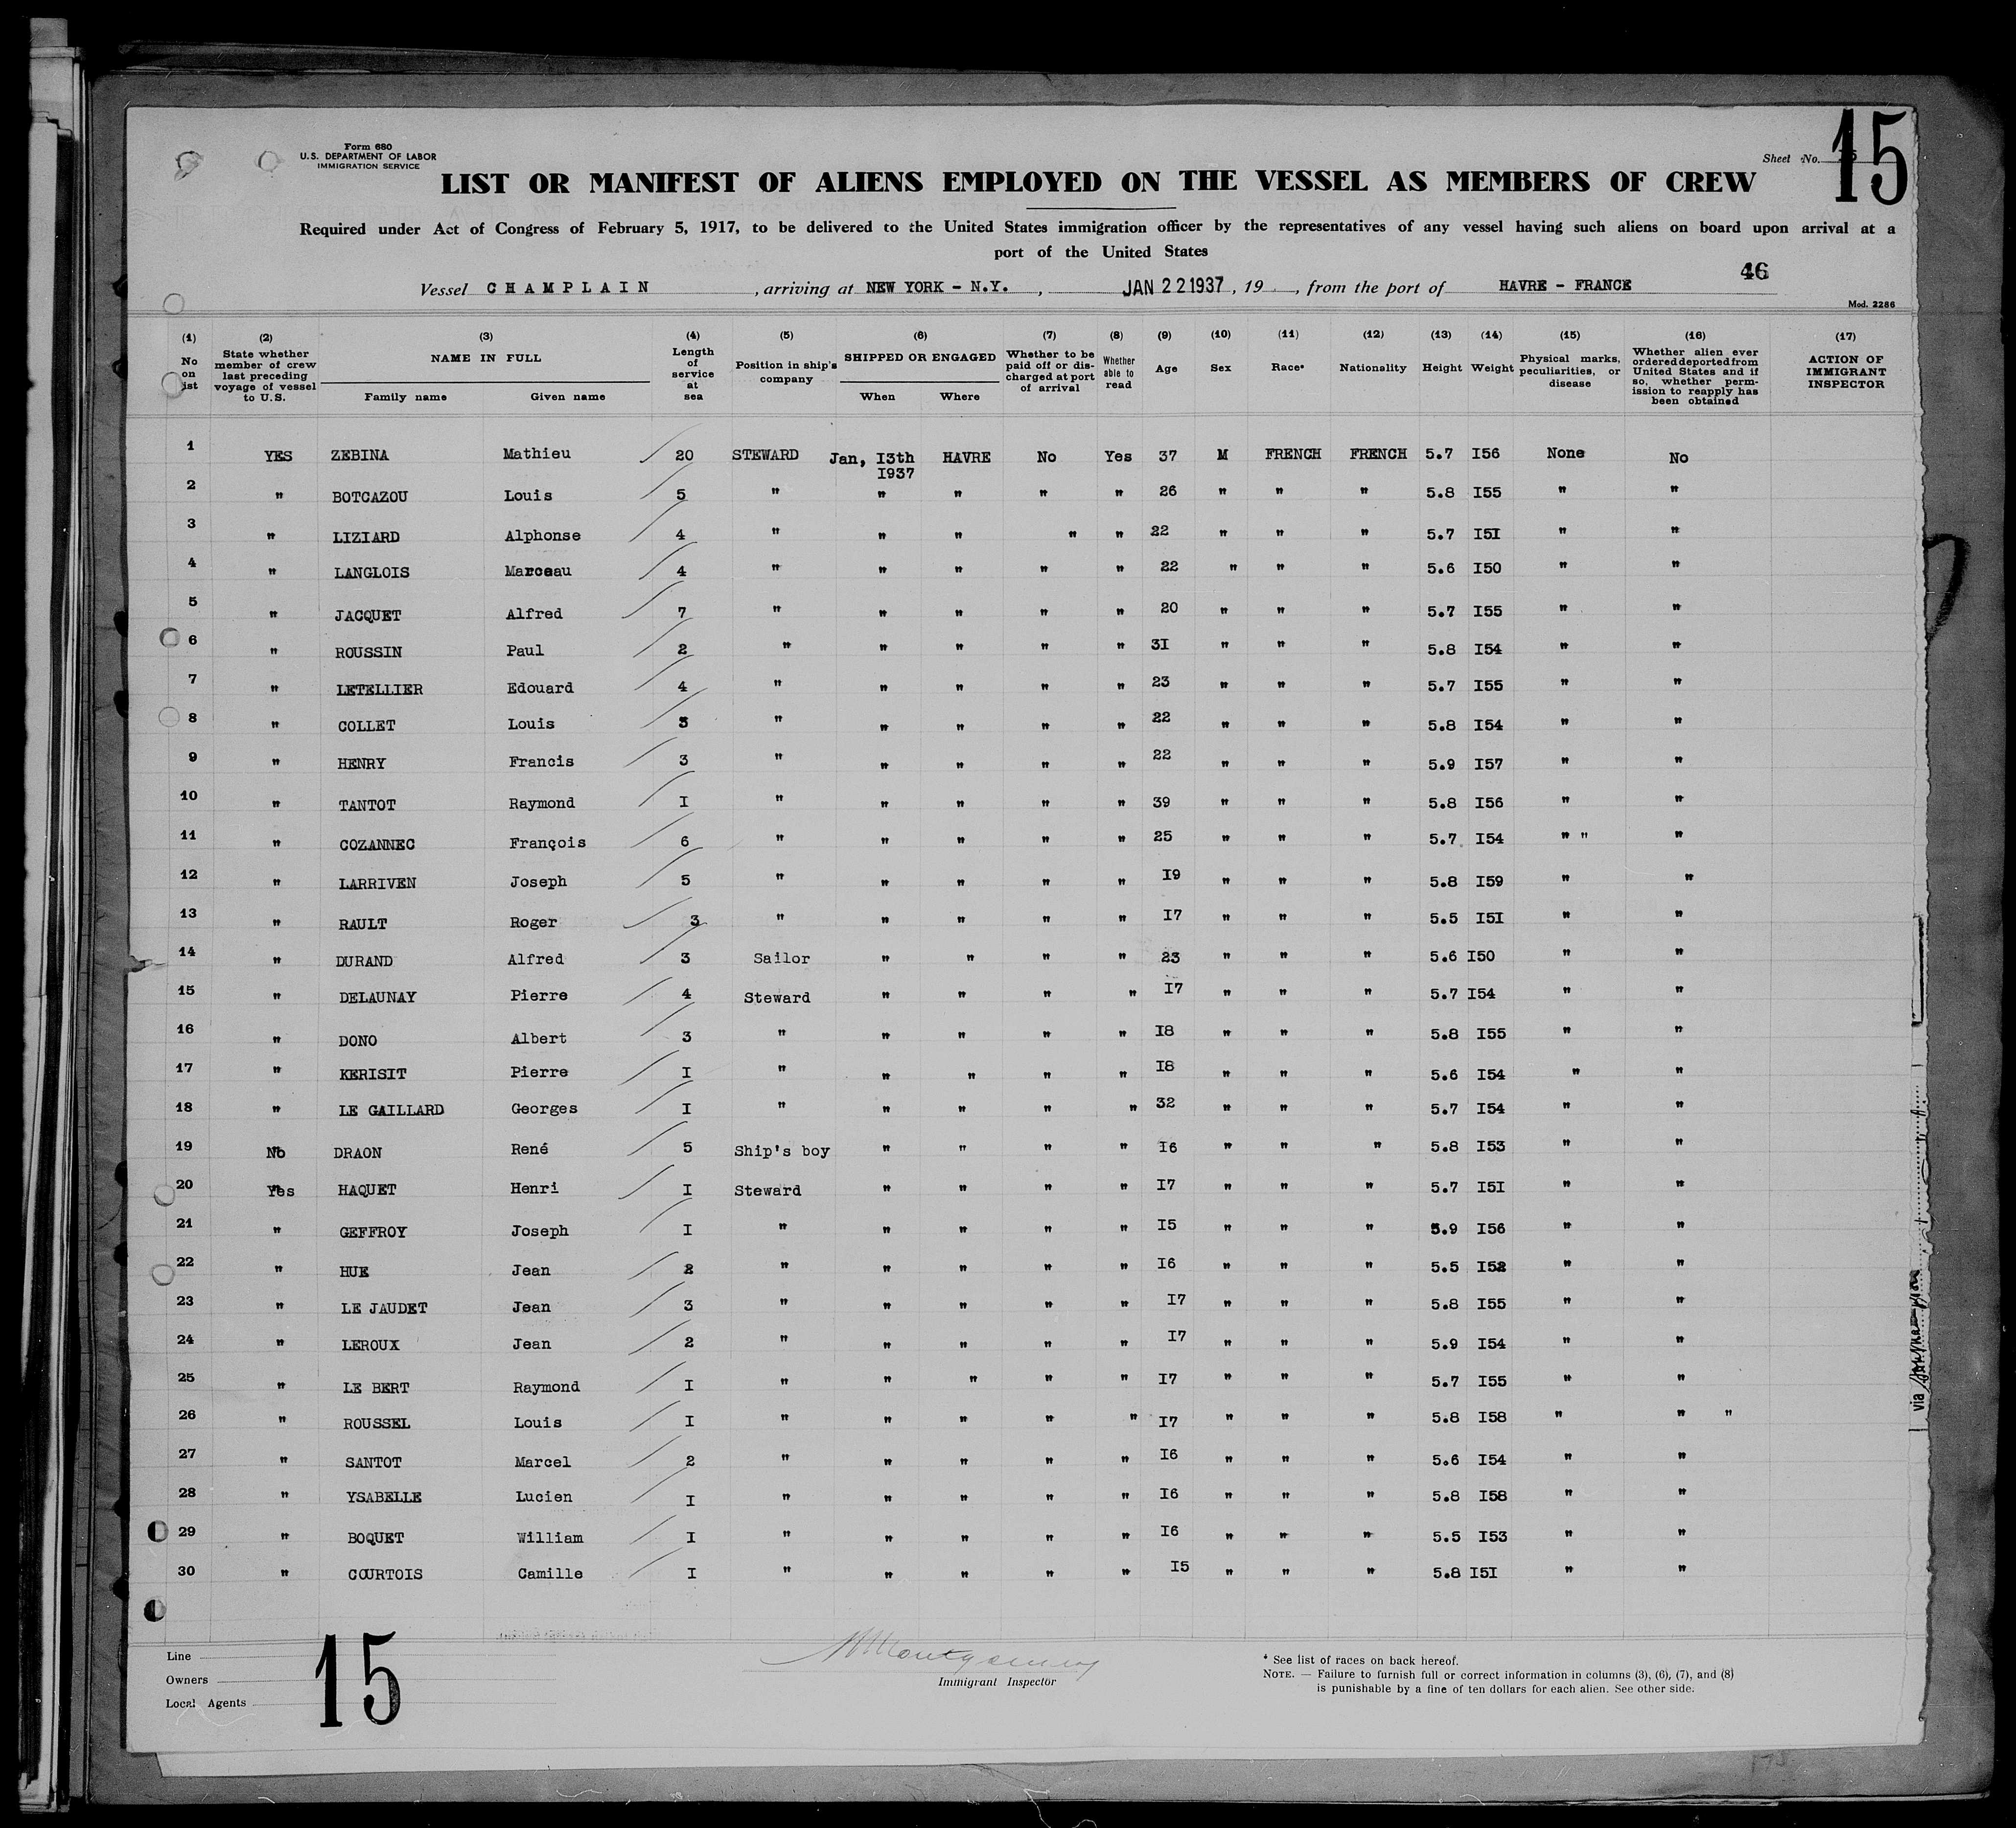 Form 680
U.S. DEPARTMENT OF LABOR
IMMIGRATION SERVICE
Sheet No. 15
LIST OR MANIFEST OF ALIENS EMPLOYED ON THE VESSEL AS MEMBERS OF CREW
Required under Act of Congress of February 5, 1917, to be delivered to the United States immigration officer by the representatives of any vessel having such aliens on board upon arrival at a
port of the United States
46
Vessel CHAMPLAIN , arriving at NEW YORK - N.Y. , JAN 22 1937 , 19 , from the port of HAVRE - FRANCE
Mod. 2286
(1) No on list (2) State whether member of crew last preceding voyage of vessel to U.S. (3) NAME IN FULL Family name Given name (4) Length of service at sea (5) Position in ship's company (6) SHIPPED OR ENGAGED When Where (7) Whether to be paid off or discharged at port of arrival (8) Whether able to read (9) Age (10) Sex (11) Race* (12) Nationality (13) Height (14) Weight (15) Physical marks, peculiarities, or disease (16) Whether alien ever ordered deported from United States and if so, whether permission to reapply has been obtained (17) ACTION OF IMMIGRANT INSPECTOR
1 YES ZEBINA Mathieu 20 STEWARD Jan, I3th I937 HAVRE No Yes 37 M FRENCH FRENCH 5.7 I56 None No
2 " BOTCAZOU Louis 5 " " " " " 26 " " " 5.8 I55 " "
3 " LIZIARD Alphonse 4 " " " " " 22 " " " 5.7 I5I " "
4 " LANGLOIS Marceau 4 " " " " " 22 " " " 5.6 I50 " "
5 " JACQUET Alfred 7 " " " " " 20 " " " 5.7 I55 " "
6 " ROUSSIN Paul 2 " " " " " 3I " " " 5.8 I54 " "
7 " LETELLIER Edouard 4 " " " " " 23 " " " 5.7 I55 " "
8 " COLLET Louis 3 " " " " " 22 " " " 5.8 I54 " "
9 " HENRY Francis 3 " " " " " 22 " " " 5.9 I57 " "
10 " TANTOT Raymond I " " " " " 39 " " " 5.8 I56 " "
11 " COZANNEC François 6 " " " " " 25 " " " 5.7 I54 " " "
12 " LARRIVEN Joseph 5 " " " " " I9 " " " 5.8 I59 " "
13 " RAULT Roger 3 " " " " " I7 " " " 5.5 I5I " "
14 " DURAND Alfred 3 Sailor " " " " 23 " " " 5.6 I50 " "
15 " DELAUNAY Pierre 4 Steward " " " " I7 " " " 5.7 I54 " "
16 " DONO Albert 3 " " " " " I8 " " " 5.8 I55 " "
17 " KERISIT Pierre I " " " " " I8 " " " 5.6 I54 " "
18 " LE GAILLARD Georges I " " " " " 32 " " " 5.7 I54 " "
19 No DRAON René 5 Ship's boy " " " " I6 " " " 5.8 I53 " "
20 Yes HAQUET Henri I Steward " " " " I7 " " " 5.7 I5I " "
21 " GEFFROY Joseph I " " " " " I5 " " " 5.9 I56 " "
22 " HUE Jean 2 " " " " " I6 " " " 5.5 I52 " "
23 " LE JAUDET Jean 3 " " " " " I7 " " " 5.8 I55 " "
24 " LEROUX Jean 2 " " " " " I7 " " " 5.9 I54 " "
25 " LE BERT Raymond I " " " " " I7 " " " 5.7 I55 " "
26 " ROUSSEL Louis I " " " " " I7 " " " 5.8 I58 " " "
27 " SANTOT Marcel 2 " " " " " I6 " " " 5.6 I54 " "
28 " YSABELLE Lucien I " " " " " I6 " " " 5.8 I58 " "
29 " BOQUET William I " " " " " I6 " " " 5.5 I53 " "
30 " COURTOIS Camille I " " " " " I5 " " " 5.8 I5I " "
via
Line
Owners
Local Agents
15
Montgomery
Immigrant Inspector
* See list of races on back hereof.
NOTE. — Failure to furnish full or correct information in columns (3), (6), (7), and (8)
is punishable by a fine of ten dollars for each alien. See other side.